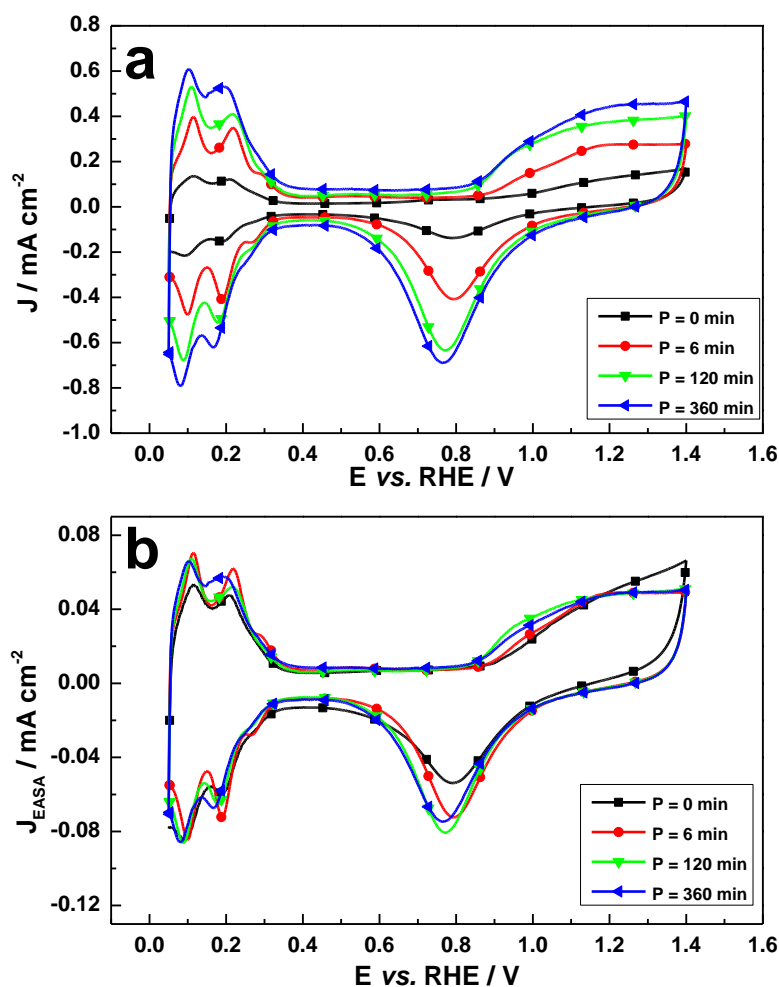 a
0.8
0.6
0.4
0.2
0.0
-0.2
-0.4
-0.6
-0.8
-1.0
J / mA cm-2
P = 0 min
P = 6 min
P = 120 min
P = 360 min
0.0 0.2 0.4 0.6 0.8 1.0 1.2 1.4 1.6
E vs. RHE / V
b
0.08
0.04
0.00
-0.04
-0.08
-0.12
JEASA / mA cm-2
P = 0 min
P = 6 min
P = 120 min
P = 360 min
0.0 0.2 0.4 0.6 0.8 1.0 1.2 1.4 1.6
E vs. RHE / V